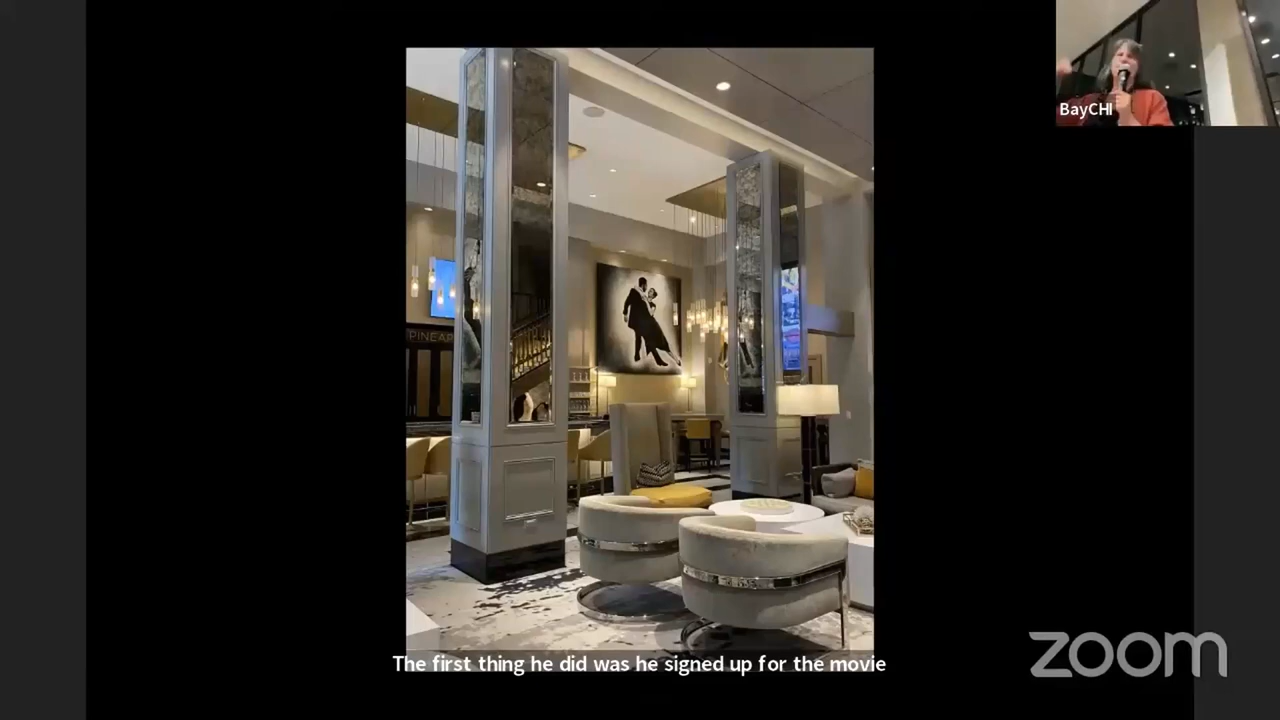 BayCHI
PINEAP
The first thing he did was he signed up for the movie
zoom